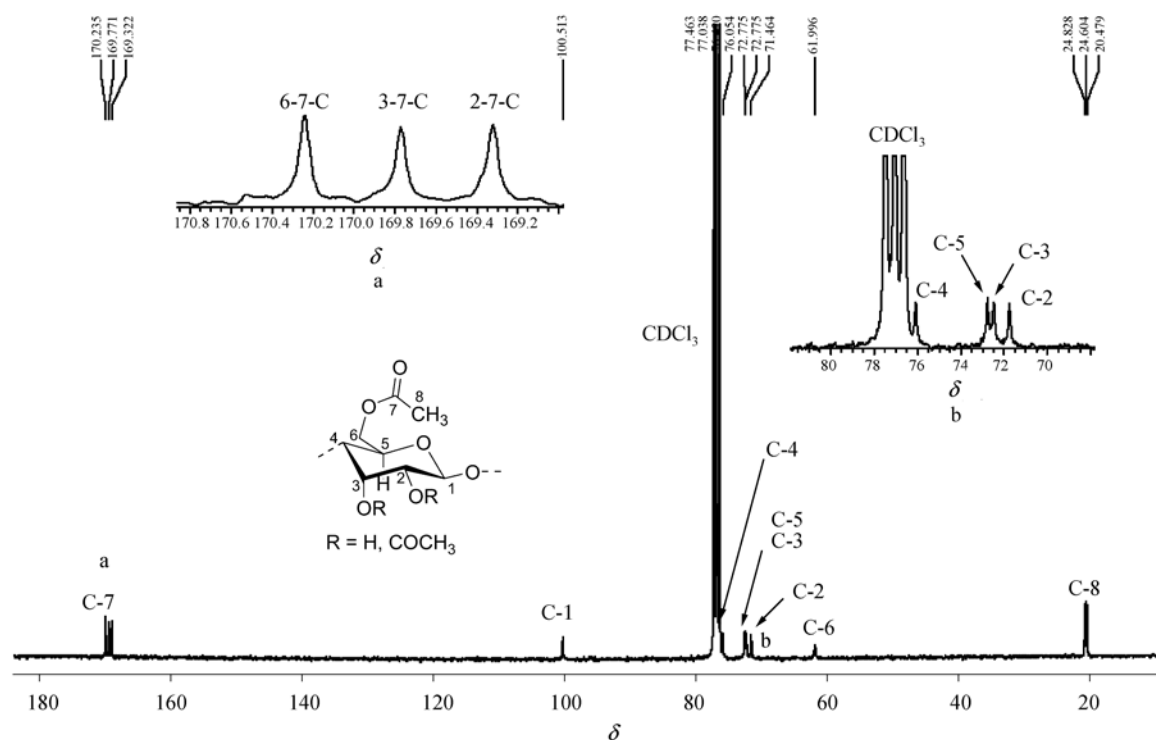 170.235
169.771
169.322
100.513
77.463
77.038
76.054
72.775
72.775
71.464
61.996
24.828
24.604
20.479
6-7-C
3-7-C
2-7-C
170.8 170.6 170.4 170.2 170.0 169.8 169.6 169.4 169.2
δ
a
CDCl₃
C-5
C-3
C-4
C-2
80 78 76 74 72 70
δ
b
CDCl₃
O
8
O
7
CH₃
6
4
5
O
O
H
3
2
1
OR
OR
R = H, COCH₃
C-4
C-5
C-3
C-2
b
a
C-7
C-1
C-6
C-8
180 160 140 120 100 80 60 40 20
δ